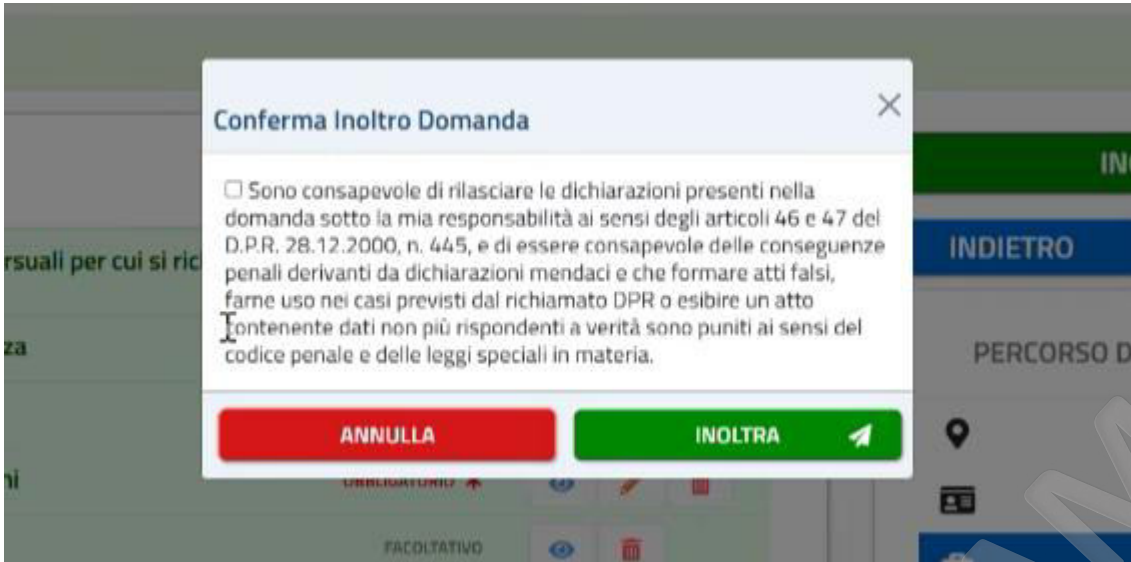 Conferma Inoltro Domanda
Sono consapevole di rilasciare le dichiarazioni presenti nella
domanda sotto la mia responsabilità ai sensi degli articoli 46 e 47 del
D.P.R. 28.12.2000, n. 445, e di essere consapevole delle conseguenze
penali derivanti da dichiarazioni mendaci e che formare atti falsi,
farne uso nei casi previsti dal richiamato DPR o esibire un atto
contenente dati non più rispondenti a verità sono puniti ai sensi del
codice penale e delle leggi speciali in materia.
ANNULLA
INOLTRA
rsuali per cui si ric
za
ni
OBBLIGATORIO *
FACOLTATIVO
IN
INDIETRO
PERCORSO D